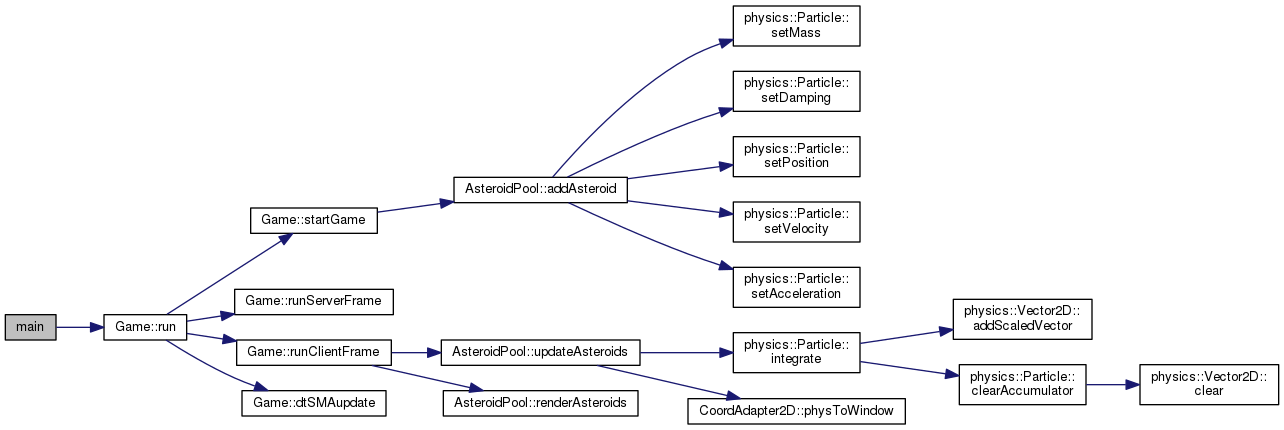 main
Game::run
Game::startGame
Game::runServerFrame
Game::runClientFrame
Game::dtSMAupdate
AsteroidPool::addAsteroid
AsteroidPool::updateAsteroids
AsteroidPool::renderAsteroids
physics::Particle::
setMass
physics::Particle::
setDamping
physics::Particle::
setPosition
physics::Particle::
setVelocity
physics::Particle::
setAcceleration
physics::Particle::
integrate
CoordAdapter2D::physToWindow
physics::Vector2D::
addScaledVector
physics::Particle::
clearAccumulator
physics::Vector2D::
clear